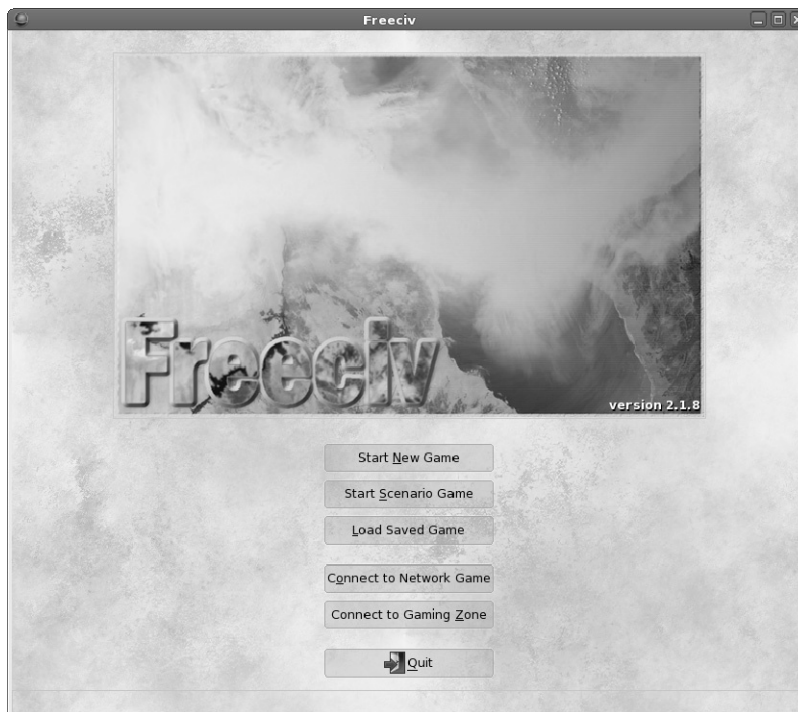 Freeciv
Freeciv
version 2.1.8
Start New Game
Start Scenario Game
Load Saved Game
Connect to Network Game
Connect to Gaming Zone
Quit